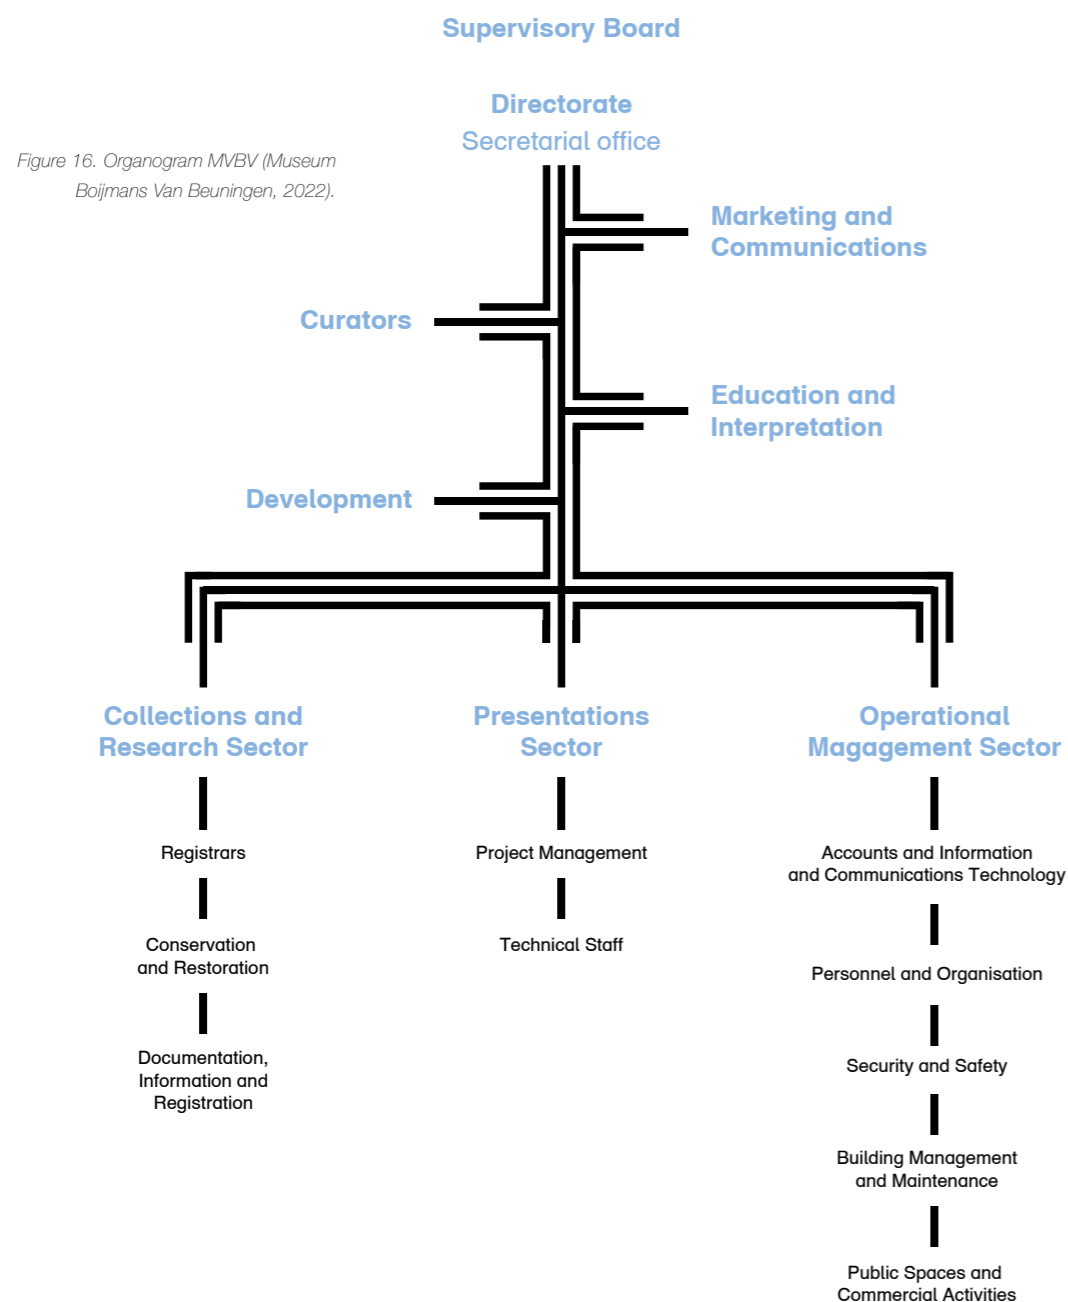 Supervisory Board
Directorate
Secretarial office
Figure 16. Organogram MVBV (Museum
Boijmans Van Beuningen, 2022).
Marketing and
Communications
Curators
Education and
Interpretation
Development
Collections and
Research Sector
Registrars
Conservation
and Restoration
Documentation,
Information and
Registration
Presentations
Sector
Project Management
Technical Staff
Operational
Magagement Sector
Accounts and Information
and Communications Technology
Personnel and Organisation
Security and Safety
Building Management
and Maintenance
Public Spaces and
Commercial Activities